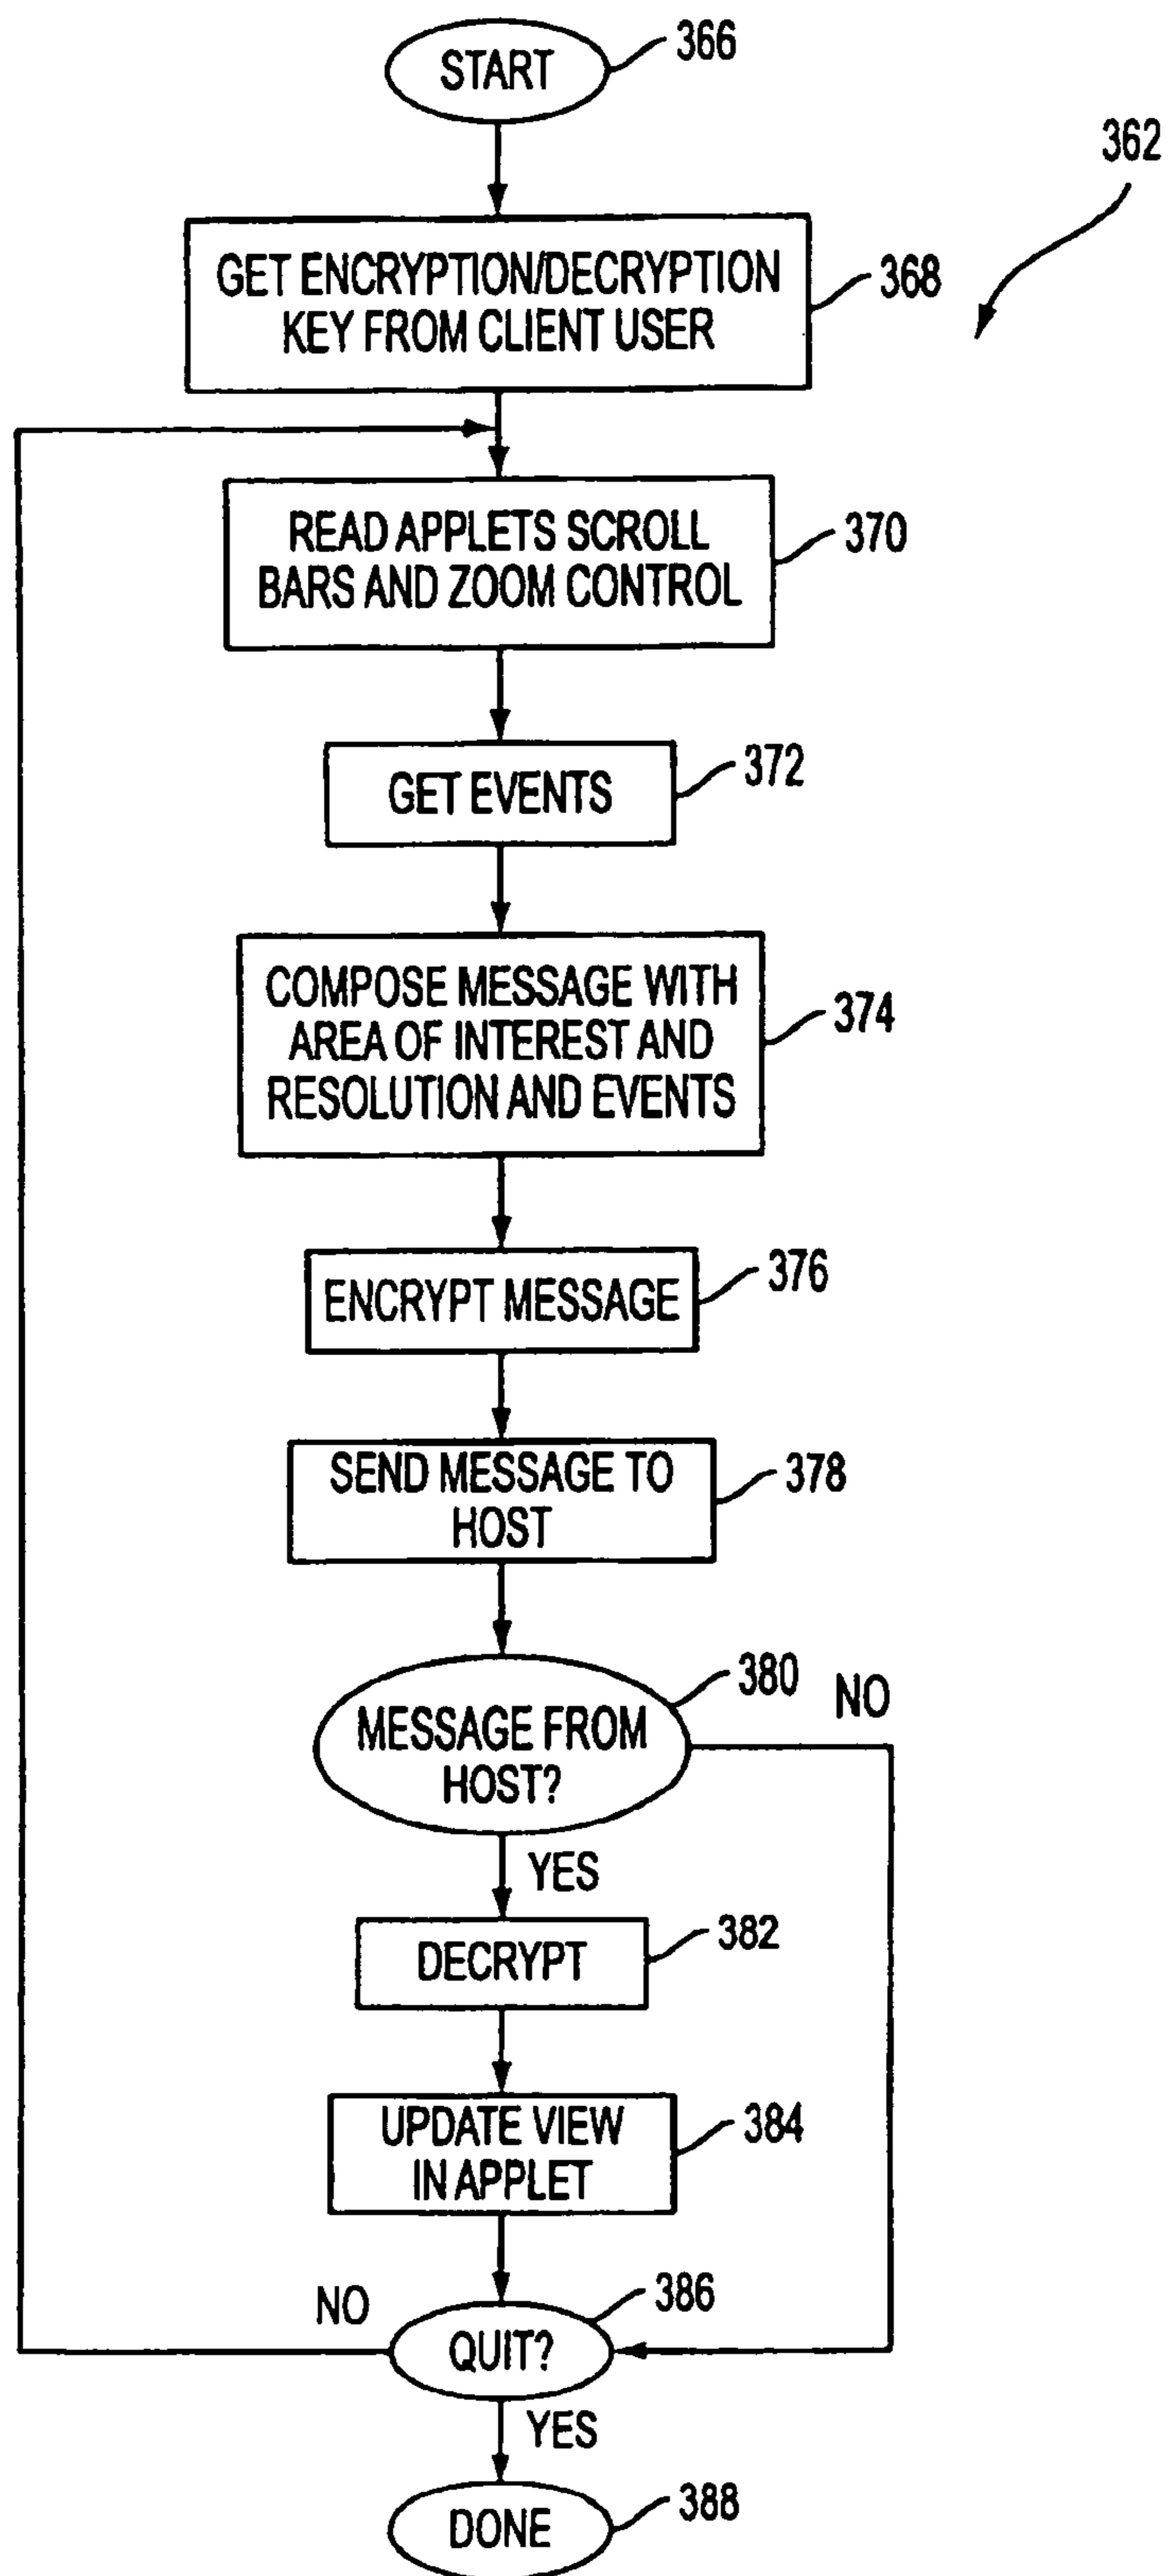 START
366
362
GET ENCRYPTION/DECRYPTION
KEY FROM CLIENT USER
368
READ APPLETS SCROLL
BARS AND ZOOM CONTROL
370
GET EVENTS
372
COMPOSE MESSAGE WITH
AREA OF INTEREST AND
RESOLUTION AND EVENTS
374
ENCRYPT MESSAGE
376
SEND MESSAGE TO
HOST
378
MESSAGE FROM
HOST?
380
NO
YES
DECRYPT
382
UPDATE VIEW
IN APPLET
384
NO
QUIT?
386
YES
DONE
388